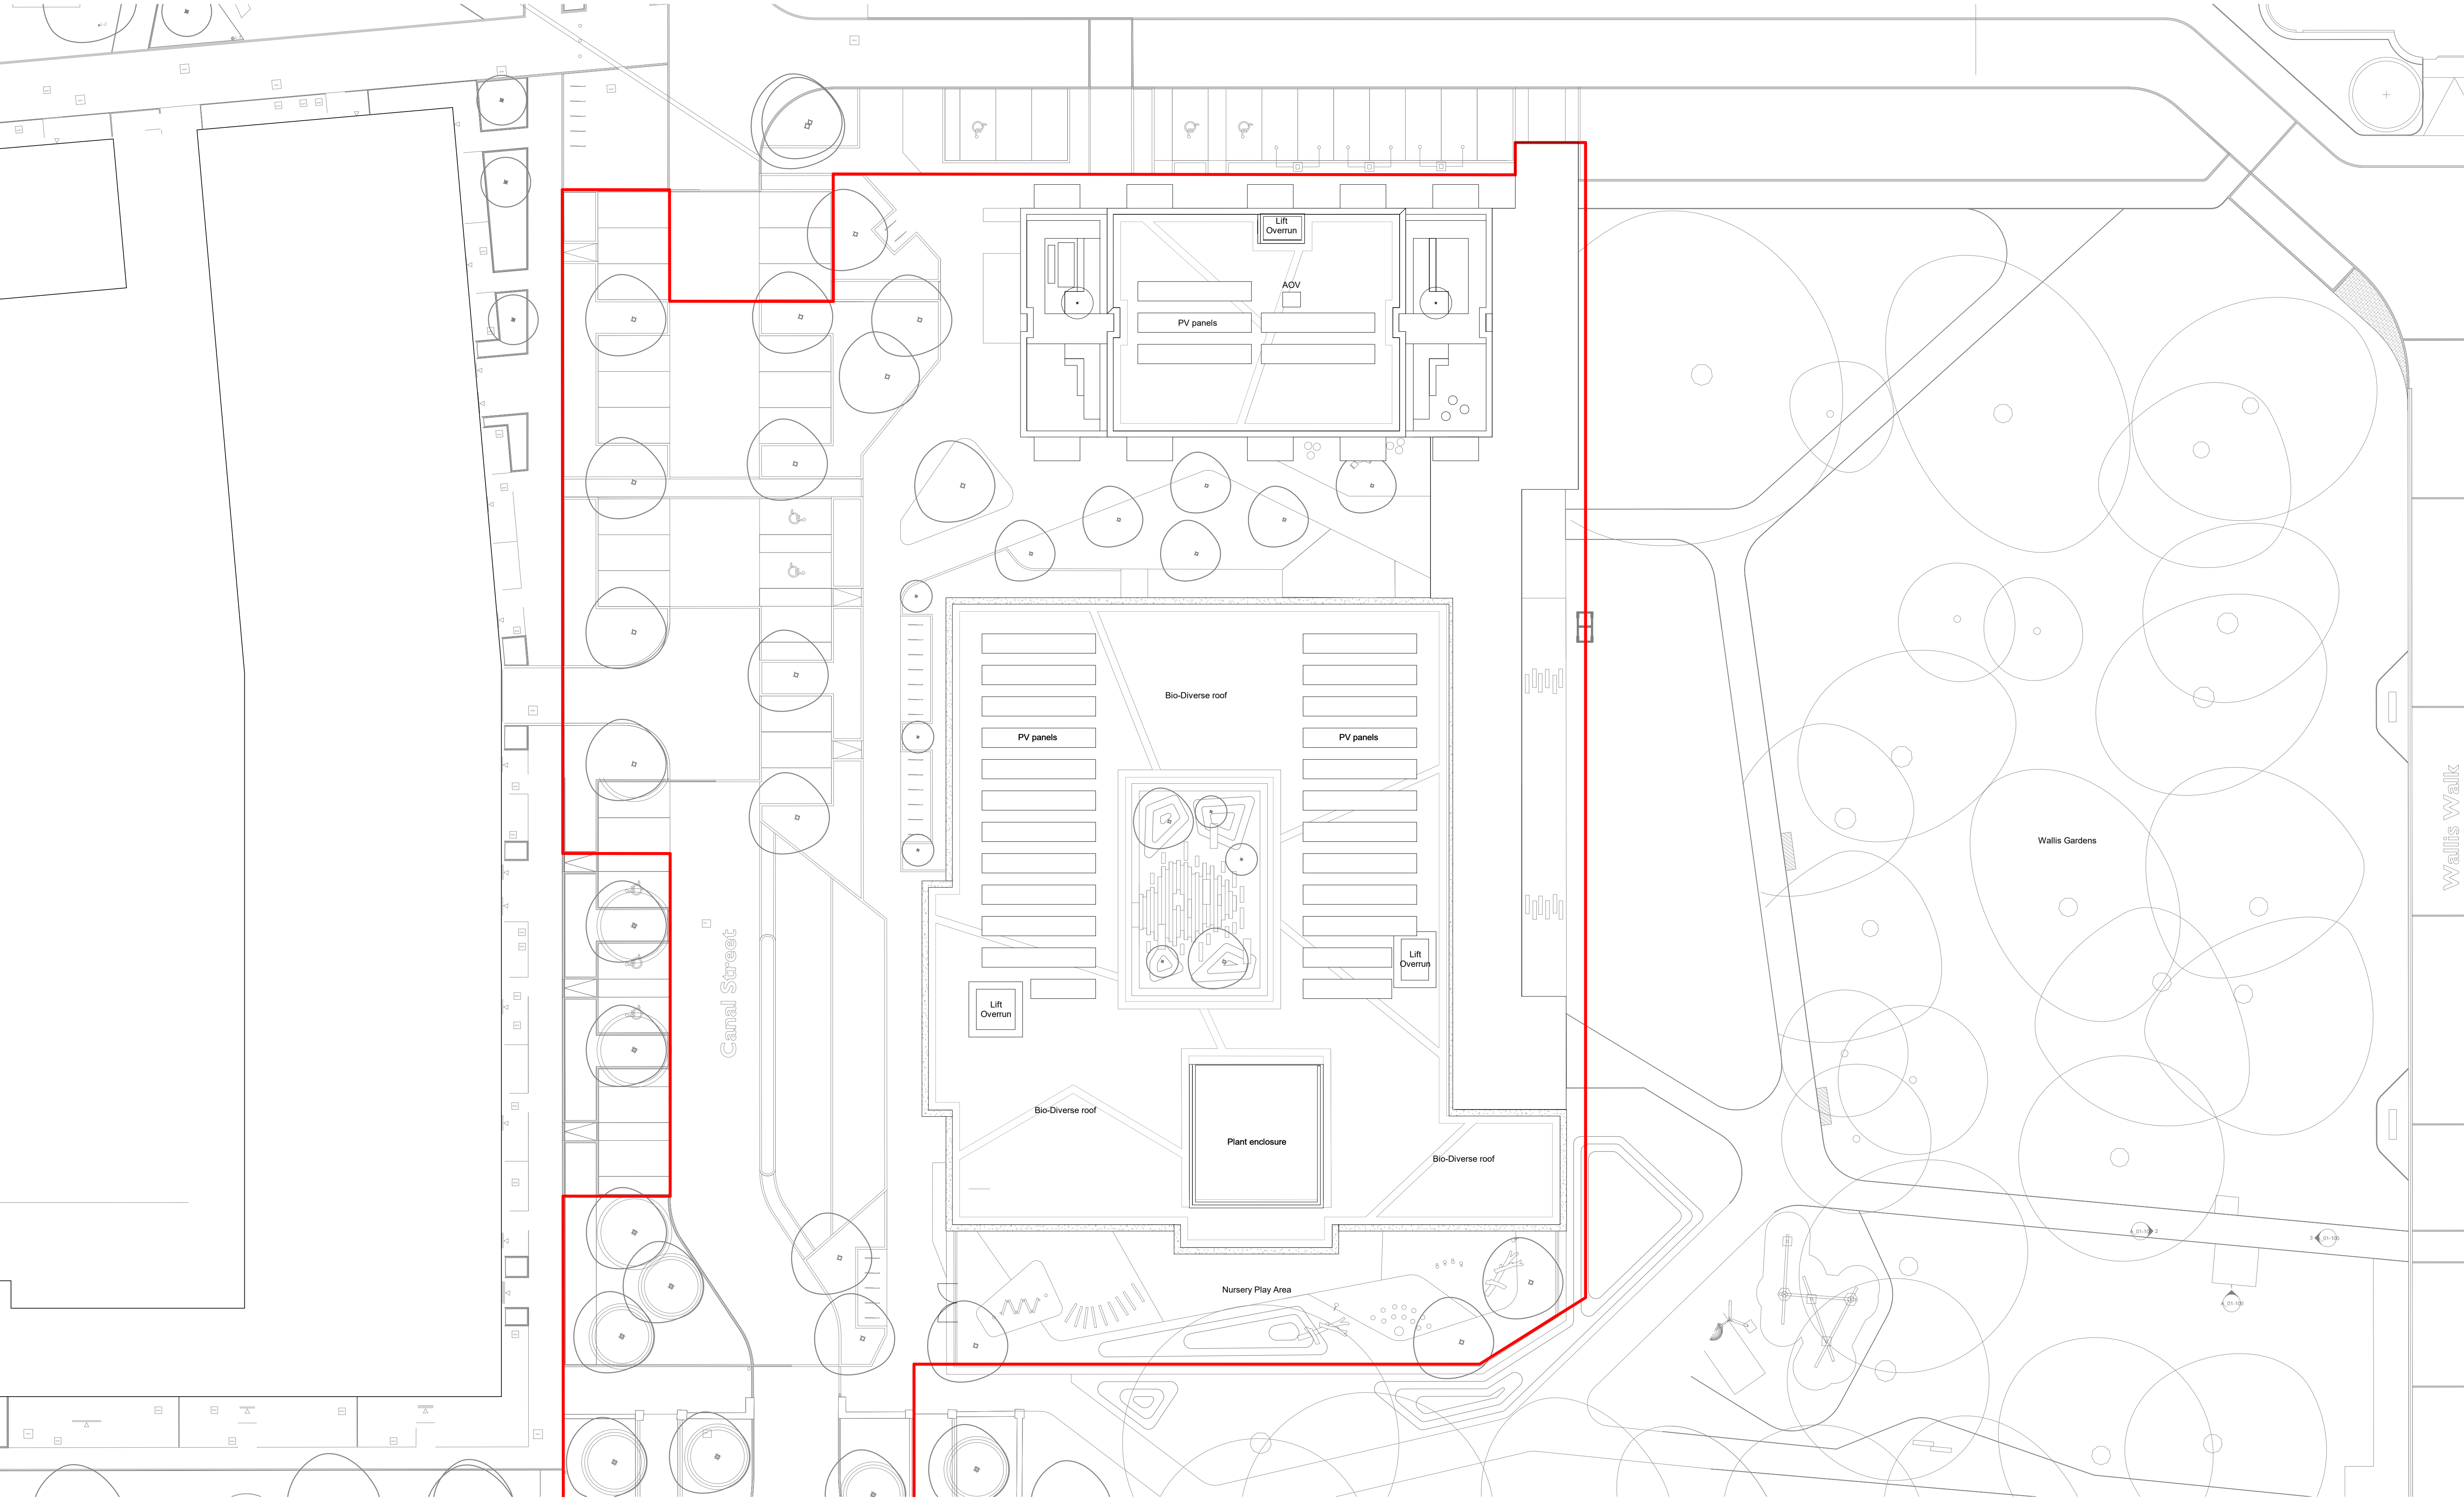 Lift
Overrun
AOV
PV panels
Bio-Diverse roof
PV panels
PV panels
Wallis Walk
Wallis Gardens
Canal Street
Lift
Overrun
Lift
Overrun
Bio-Diverse roof
Plant enclosure
Bio-Diverse roof
Nursery Play Area